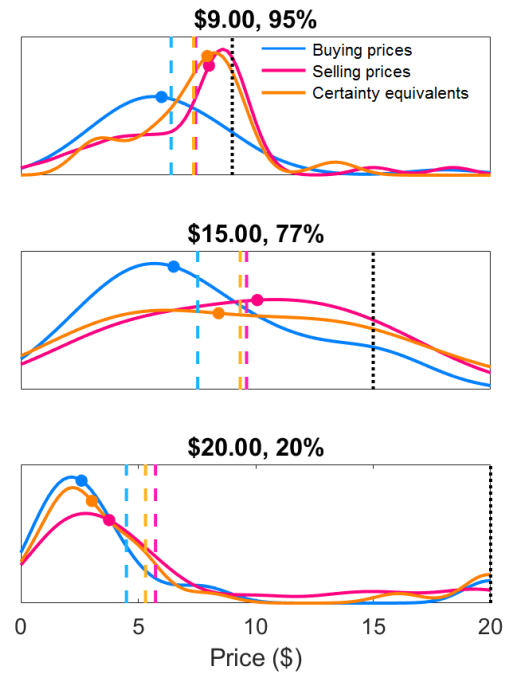 $9.00, 95%
Buying prices
Selling prices
Certainty equivalents
$15.00, 77%
$20.00, 20%
0 5 10 15 20
Price ($)